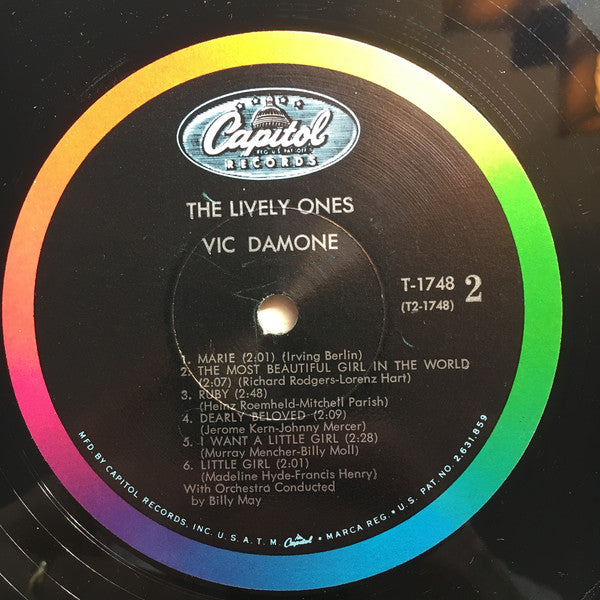 Capitol
REG. U.S. PAT. OFF.
RECORDS
THE LIVELY ONES
VIC DAMONE
T-1748 2
(T2-1748)
1. MARIE (2:01) (Irving Berlin)
2. THE MOST BEAUTIFUL GIRL IN THE WORLD
(2:07) (Richard Rodgers-Lorenz Hart)
3. RUBY (2:48)
(Heinz Roemheld-Mitchell Parish)
4. DEARLY BELOVED (2:09)
(Jerome Kern-Johnny Mercer)
5. I WANT A LITTLE GIRL (2:28)
(Murray Mencher-Billy Moll)
6. LITTLE GIRL (2:01)
(Madeline Hyde-Francis Henry)
With Orchestra Conducted
by Billy May
MFD. BY CAPITOL RECORDS, INC. U.S.A. T.M. Capitol • MARCA REG. • U.S. PAT. NO. 2,631,859